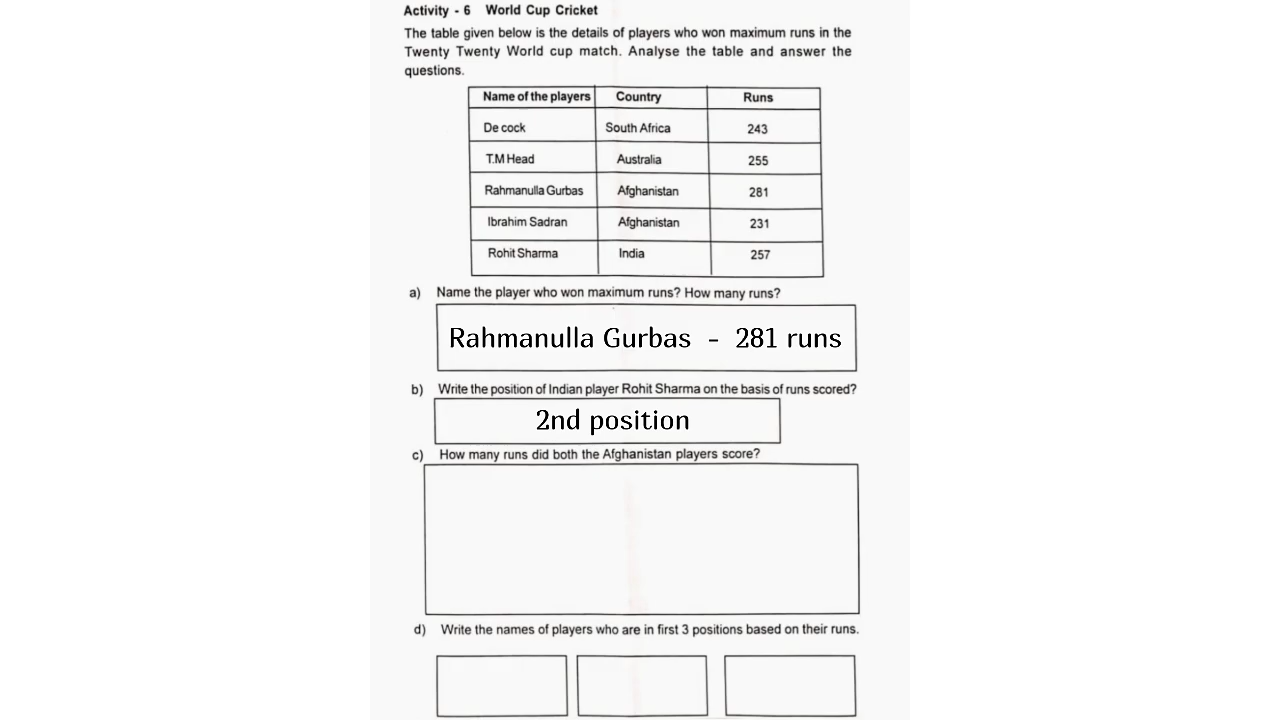 Activity - 6 World Cup Cricket
The table given below is the details of players who won maximum runs in the
Twenty Twenty World cup match. Analyse the table and answer the
questions.
Name of the players Country Runs
De cock South Africa 243
T.M Head Australia 255
Rahmanulla Gurbas Afghanistan 281
Ibrahim Sadran Afghanistan 231
Rohit Sharma India 257
a) Name the player who won maximum runs? How many runs?
Rahmanulla Gurbas - 281 runs
b) Write the position of Indian player Rohit Sharma on the basis of runs scored?
2nd position
c) How many runs did both the Afghanistan players score?
d) Write the names of players who are in first 3 positions based on their runs.